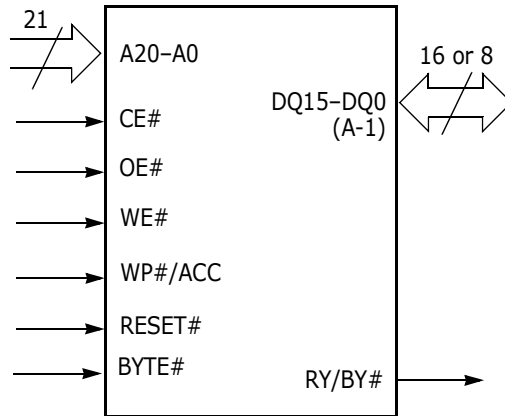 21
A20–A0
16 or 8
DQ15–DQ0
(A-1)
CE#
OE#
WE#
WP#/ACC
RESET#
BYTE#
RY/BY#